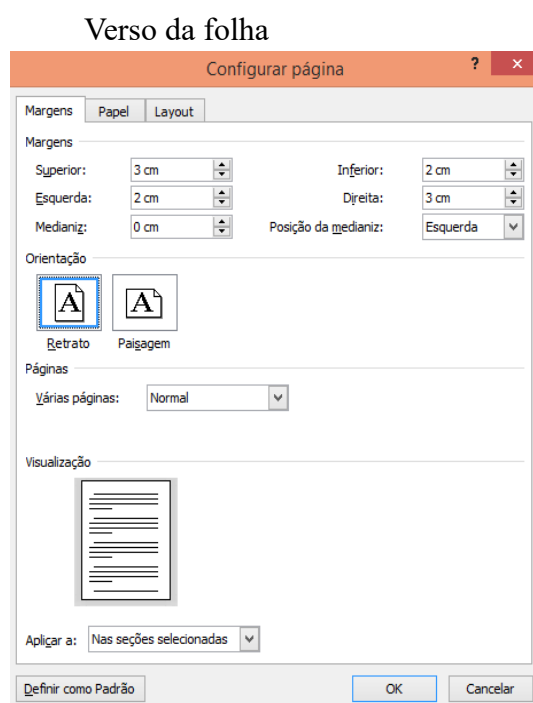 Verso da folha
Configurar página ? ×
Margens Papel Layout
Margens
Superior: 3 cm Inferior: 2 cm
Esquerda: 2 cm Direita: 3 cm
Medianiz: 0 cm Posição da medianiz: Esquerda
Orientação
A A
Retrato Paisagem
Páginas
Várias páginas: Normal
Visualização
Aplicar a: Nas seções selecionadas
Definir como Padrão OK Cancelar